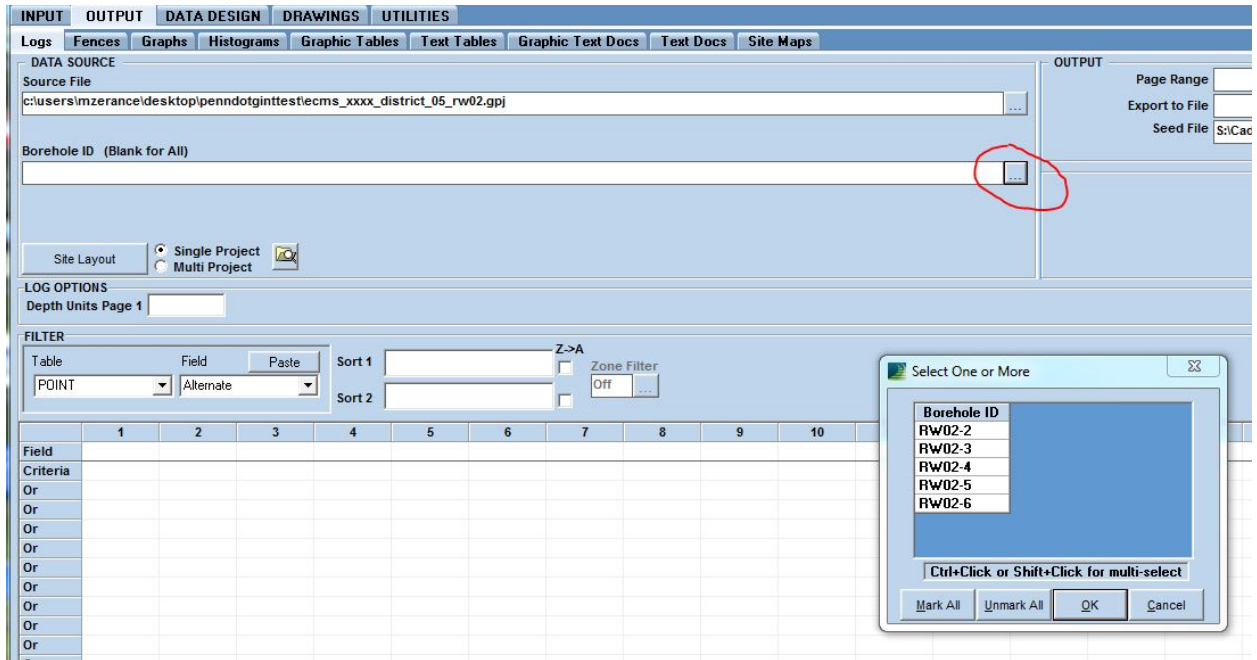 INPUT OUTPUT DATA DESIGN DRAWINGS UTILITIES
Logs Fences Graphs Histograms Graphic Tables Text Tables Graphic Text Docs Text Docs Site Maps
DATA SOURCE
Source File
c:\users\mzerance\desktop\penndotginttest\ecms_xxxx_district_05_rw02.gpj
...
Borehole ID (Blank for All)
...
Site Layout
Single Project
Multi Project
OUTPUT
Page Range
Export to File
Seed File S:\Cad
LOG OPTIONS
Depth Units Page 1
FILTER
Table Field Paste
POINT Alternate
Sort 1
Sort 2
Z->A
Zone Filter
Off ...
1 2 3 4 5 6 7 8 9 10
Field
Criteria
Or
Or
Or
Or
Or
Or
Or
Or
Or
Select One or More
Borehole ID
RW02-2
RW02-3
RW02-4
RW02-5
RW02-6
Ctrl+Click or Shift+Click for multi-select
Mark All Unmark All OK Cancel